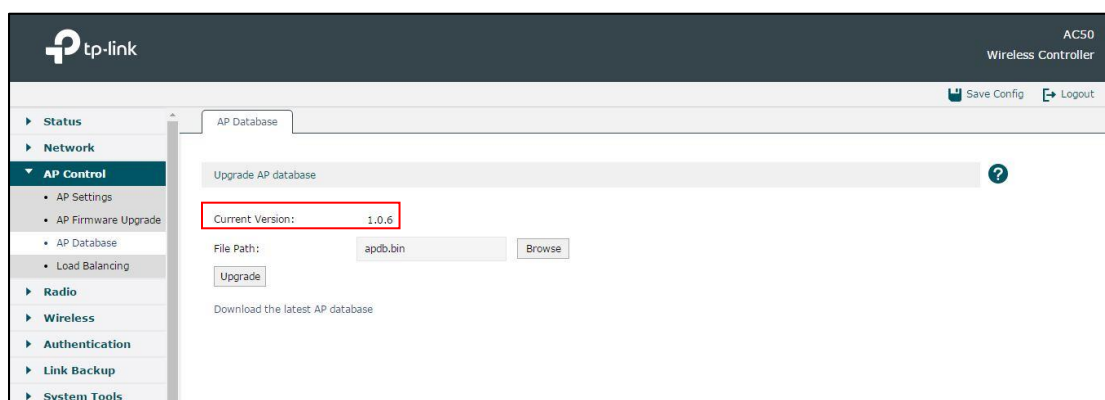 tp-link
AC50
Wireless Controller
Save Config
Logout
Status
Network
AP Control
AP Settings
AP Firmware Upgrade
AP Database
Load Balancing
Radio
Wireless
Authentication
Link Backup
System Tools
AP Database
Upgrade AP database
?
Current Version: 1.0.6
File Path: apdb.bin Browse
Upgrade
Download the latest AP database